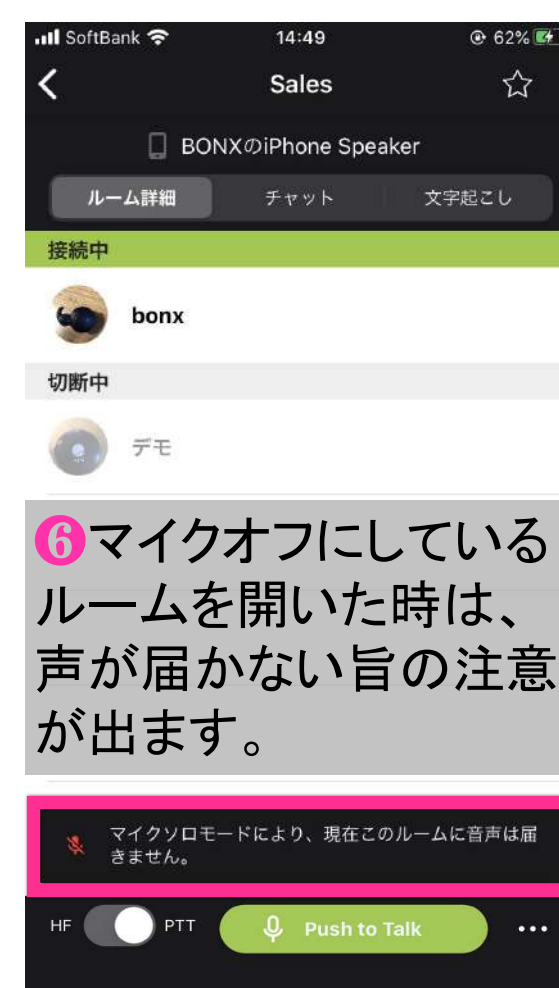 SoftBank 14:49 62%
Sales
BONXのiPhone Speaker
ルーム詳細 チャット 文字起こし
接続中
bonx
切断中
デモ
❻マイクオフにしている
ルームを開いた時は、
声が届かない旨の注意
が出ます。
マイクソロモードにより、現在このルームに音声は届
きません。
HF PTT Push to Talk